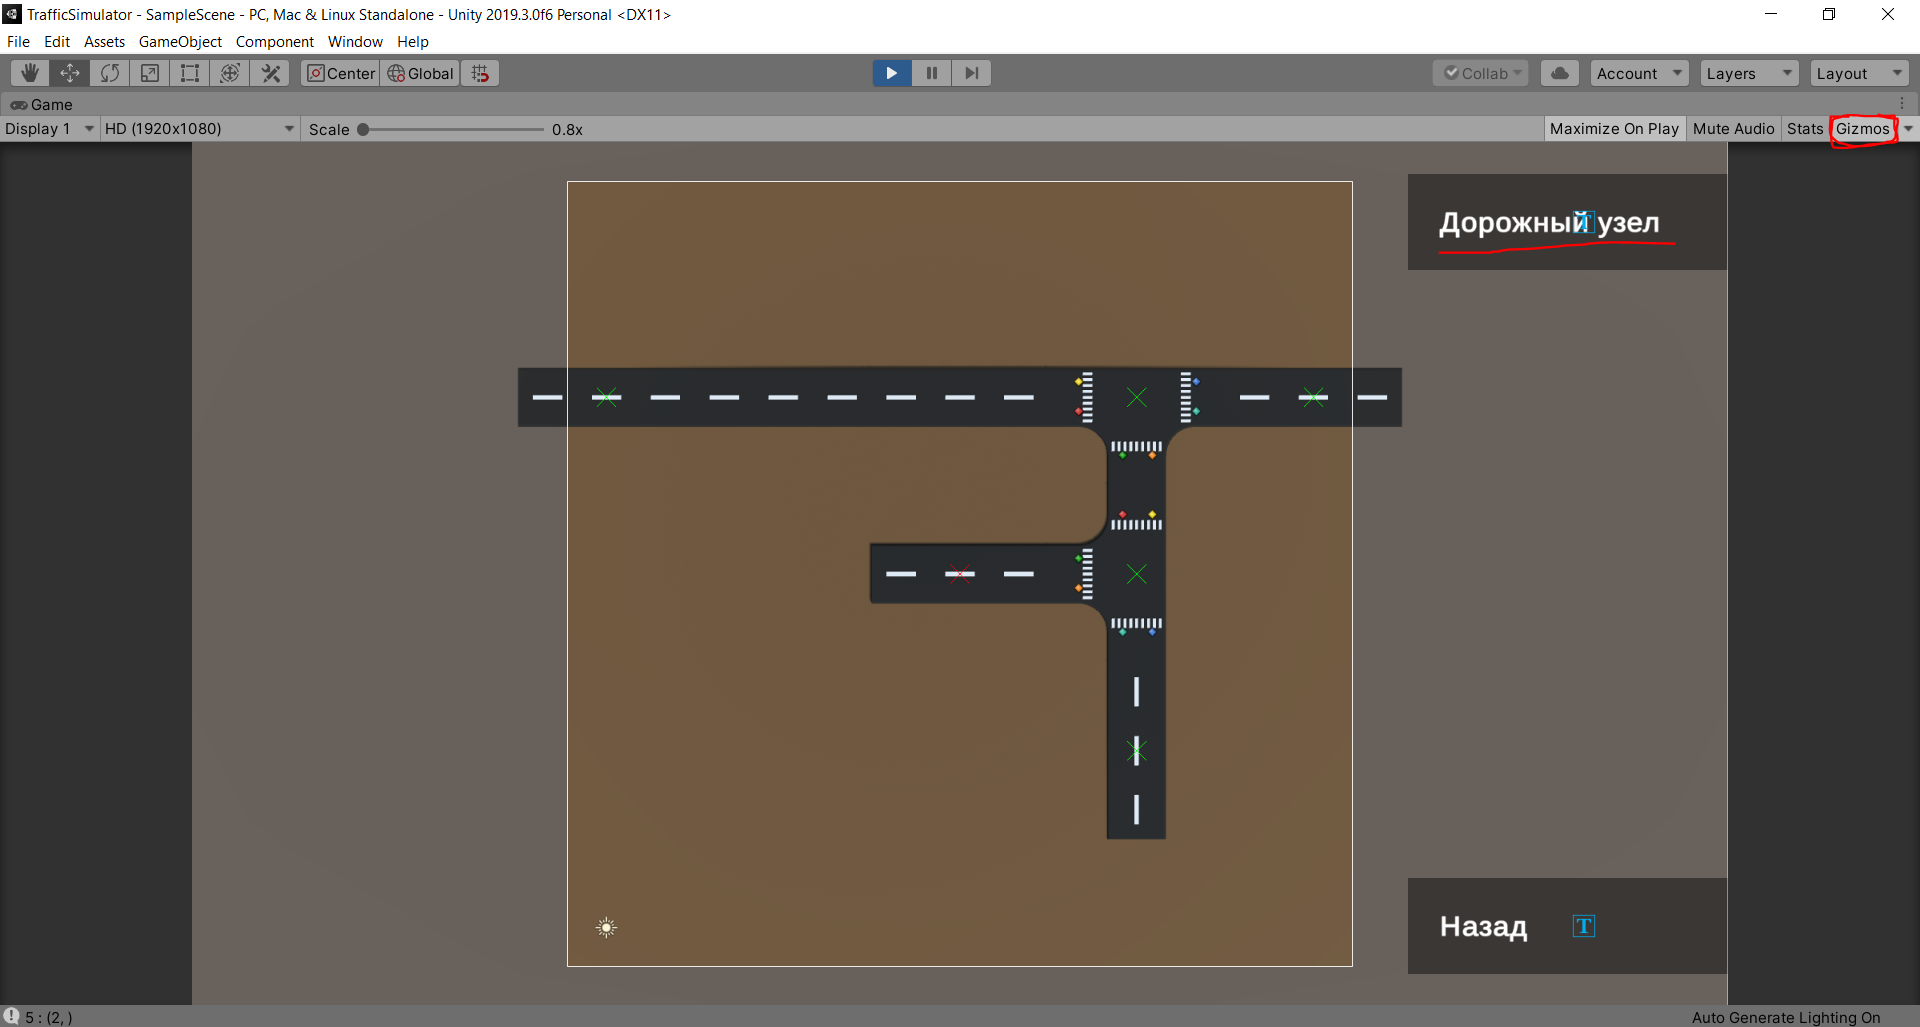 TrafficSimulator - SampleScene - PC, Mac & Linux Standalone - Unity 2019.3.0f6 Personal <DX11>
File Edit Assets GameObject Component Window Help
Center Global Collab Account Layers Layout
Game
Display 1 HD (1920x1080) Scale 0.8x Maximize On Play Mute Audio Stats Gizmos
Дорожный узел
T
Назад T
5 : (2, )
Auto Generate Lighting On